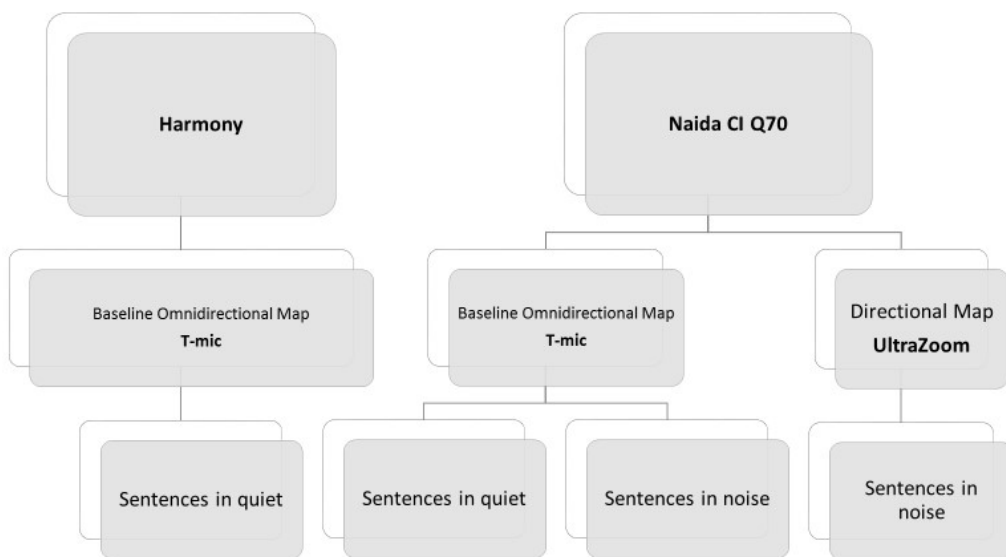 Harmony
Naida CI Q70
Baseline Omnidirectional Map
T-mic
Baseline Omnidirectional Map
T-mic
Directional Map
UltraZoom
Sentences in quiet
Sentences in quiet
Sentences in noise
Sentences in
noise